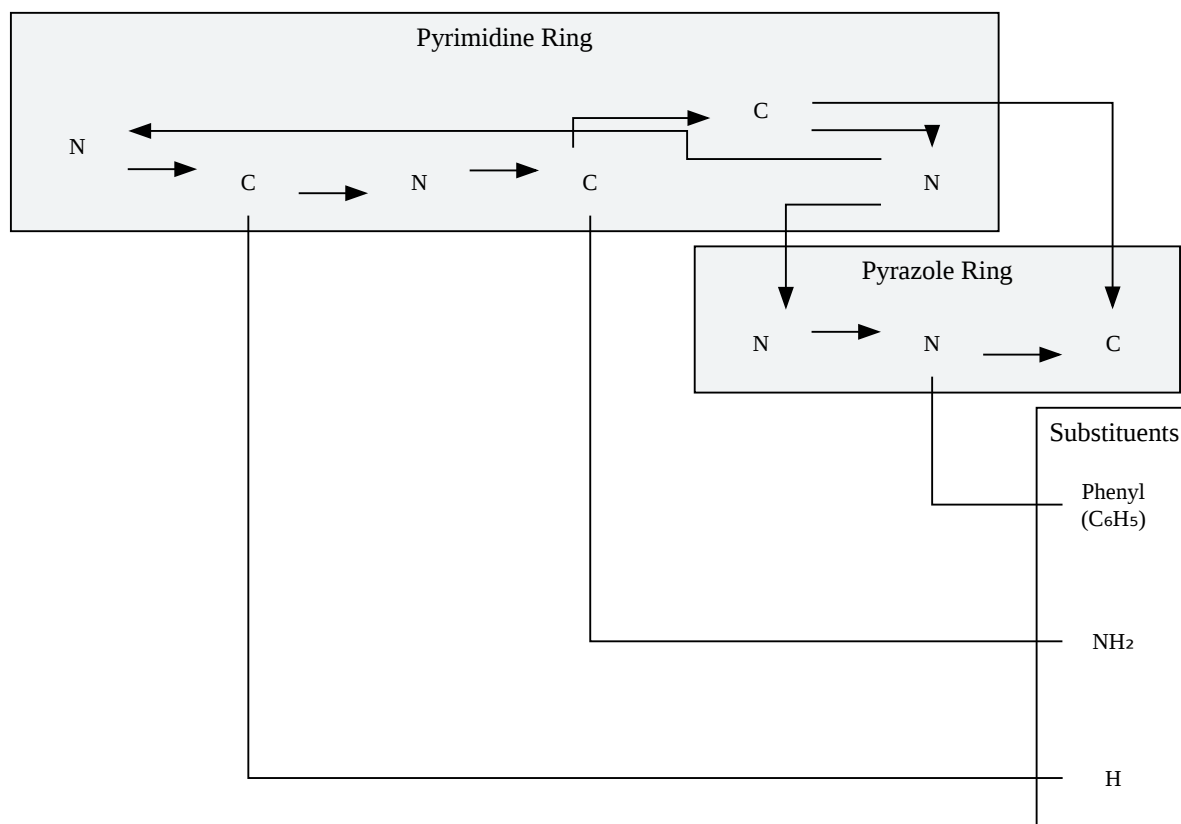 Pyrimidine Ring
C
N
C
N
C
N
Pyrazole Ring
N
N
C
Substituents
Phenyl
(C₆H₅)
NH₂
H